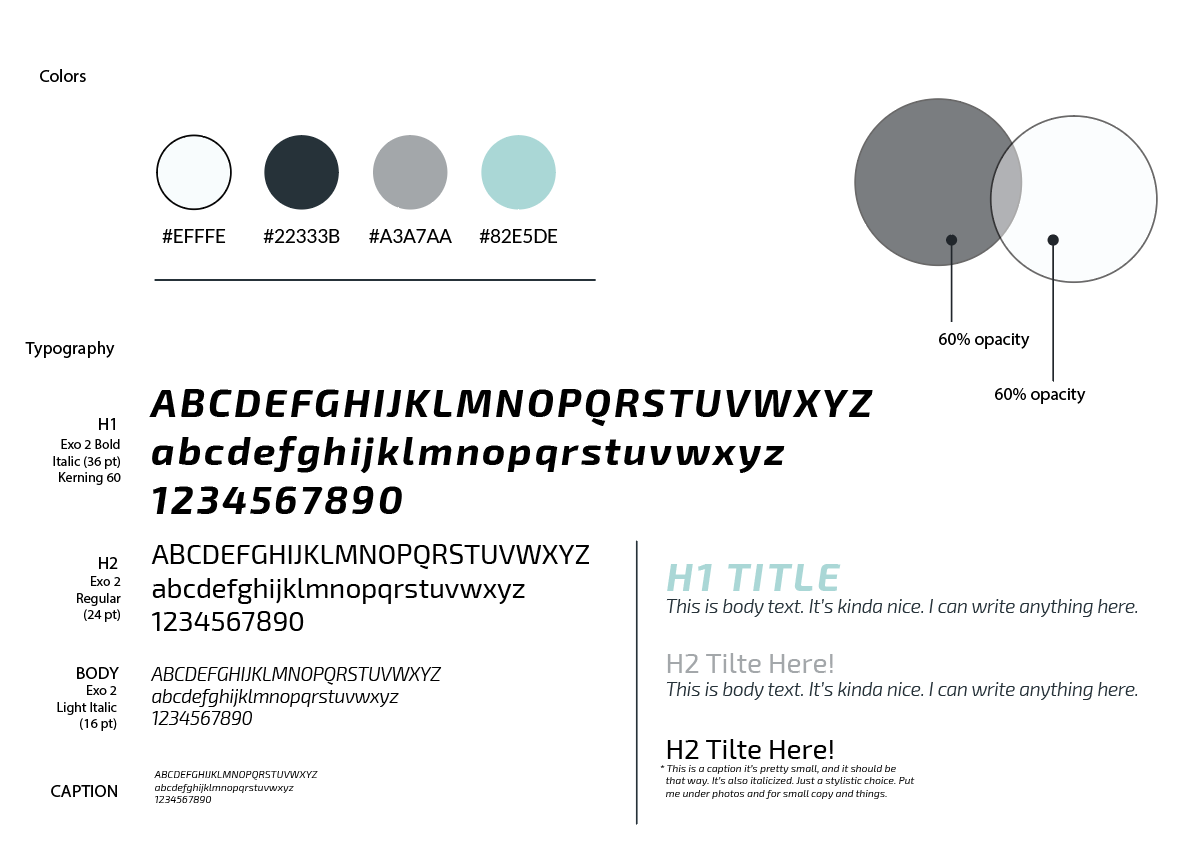 Colors
#EFFFE
#22333B
#A3A7AA
#82E5DE
60% opacity
60% opacity
Typography
H1
Exo 2 Bold
Italic (36 pt)
Kerning 60
ABCDEFGHIJKLMNOPQRSTUVWXYZ
abcdefghijklmnopqrstuvwxyz
1234567890
H2
Exo 2
Regular
(24 pt)
ABCDEFGHIJKLMNOPQRSTUVWXYZ
abcdefghijklmnopqrstuvwxyz
1234567890
BODY
Exo 2
Light Italic
(16 pt)
ABCDEFGHIJKLMNOPQRSTUVWXYZ
abcdefghijklmnopqrstuvwxyz
1234567890
CAPTION
ABCDEFGHIJKLMNOPQRSTUVWXYZ
abcdefghijklmnopqrstuvwxyz
1234567890
H1 TITLE
This is body text. It's kinda nice. I can write anything here.
H2 Tilte Here!
This is body text. It's kinda nice. I can write anything here.
H2 Tilte Here!
* This is a caption it's pretty small, and it should be
that way. It's also italicized. Just a stylistic choice. Put
me under photos and for small copy and things.